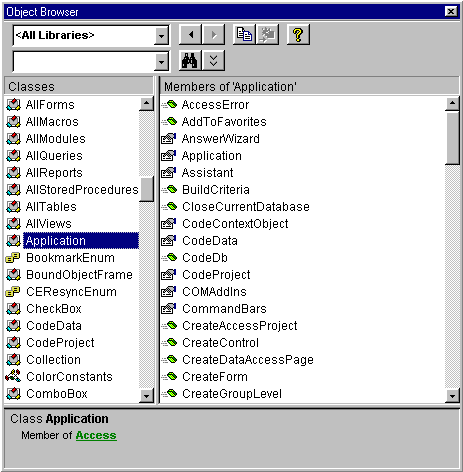 Object Browser
<All Libraries>
Classes
AllForms
AllMacros
AllModules
AllQueries
AllReports
AllStoredProcedures
AllTables
AllViews
Application
BookmarkEnum
BoundObjectFrame
CEResyncEnum
CheckBox
CodeData
CodeProject
Collection
ColorConstants
ComboBox
Members of 'Application'
AccessError
AddToFavorites
AnswerWizard
Application
Assistant
BuildCriteria
CloseCurrentDatabase
CodeContextObject
CodeData
CodeDb
CodeProject
COMAddIns
CommandBars
CreateAccessProject
CreateControl
CreateDataAccessPage
CreateForm
CreateGroupLevel
Class Application
Member of Access